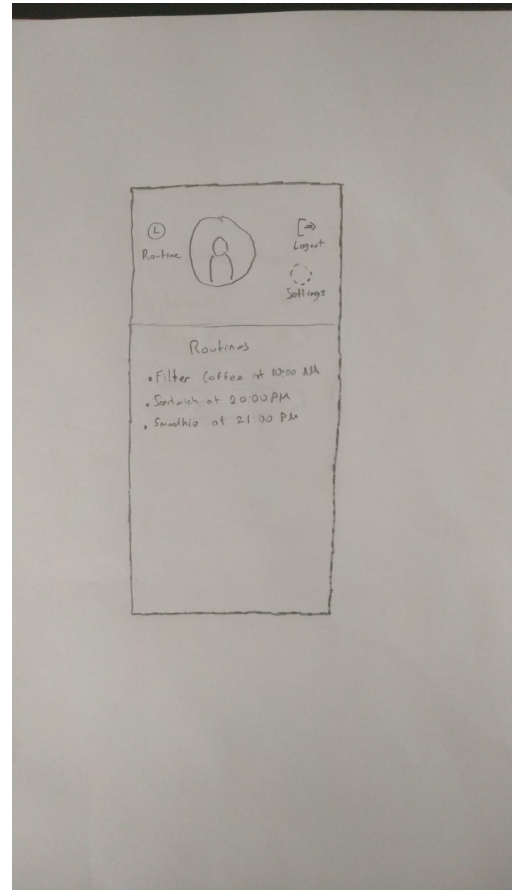 Routine
Logout
Settings
Routines
• Filter Coffee at 10:00 AM
• Sandwich at 20:00 PM
• Smoothie at 21:00 PM